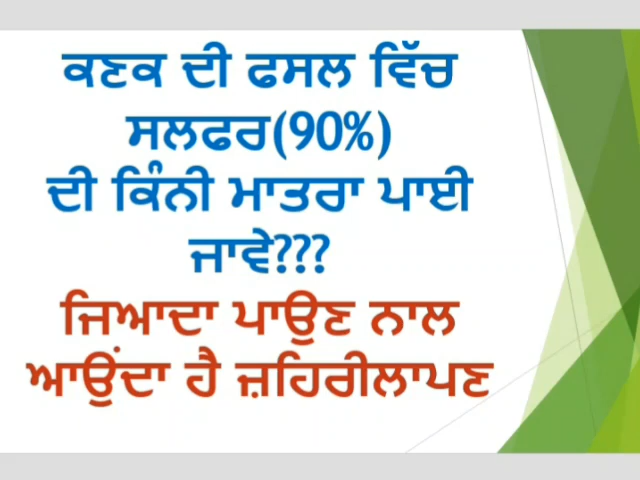 ਕਣਕ ਦੀ ਫਸਲ ਵਿੱਚ
ਸਲਫਰ(90%)
ਦੀ ਕਿੰਨੀ ਮਾਤਰਾ ਪਾਈ
ਜਾਵੇ???
ਜਿਆਦਾ ਪਾਉਣ ਨਾਲ
ਆਉਂਦਾ ਹੈ ਜ਼ਹਿਰੀਲਾਪਣ